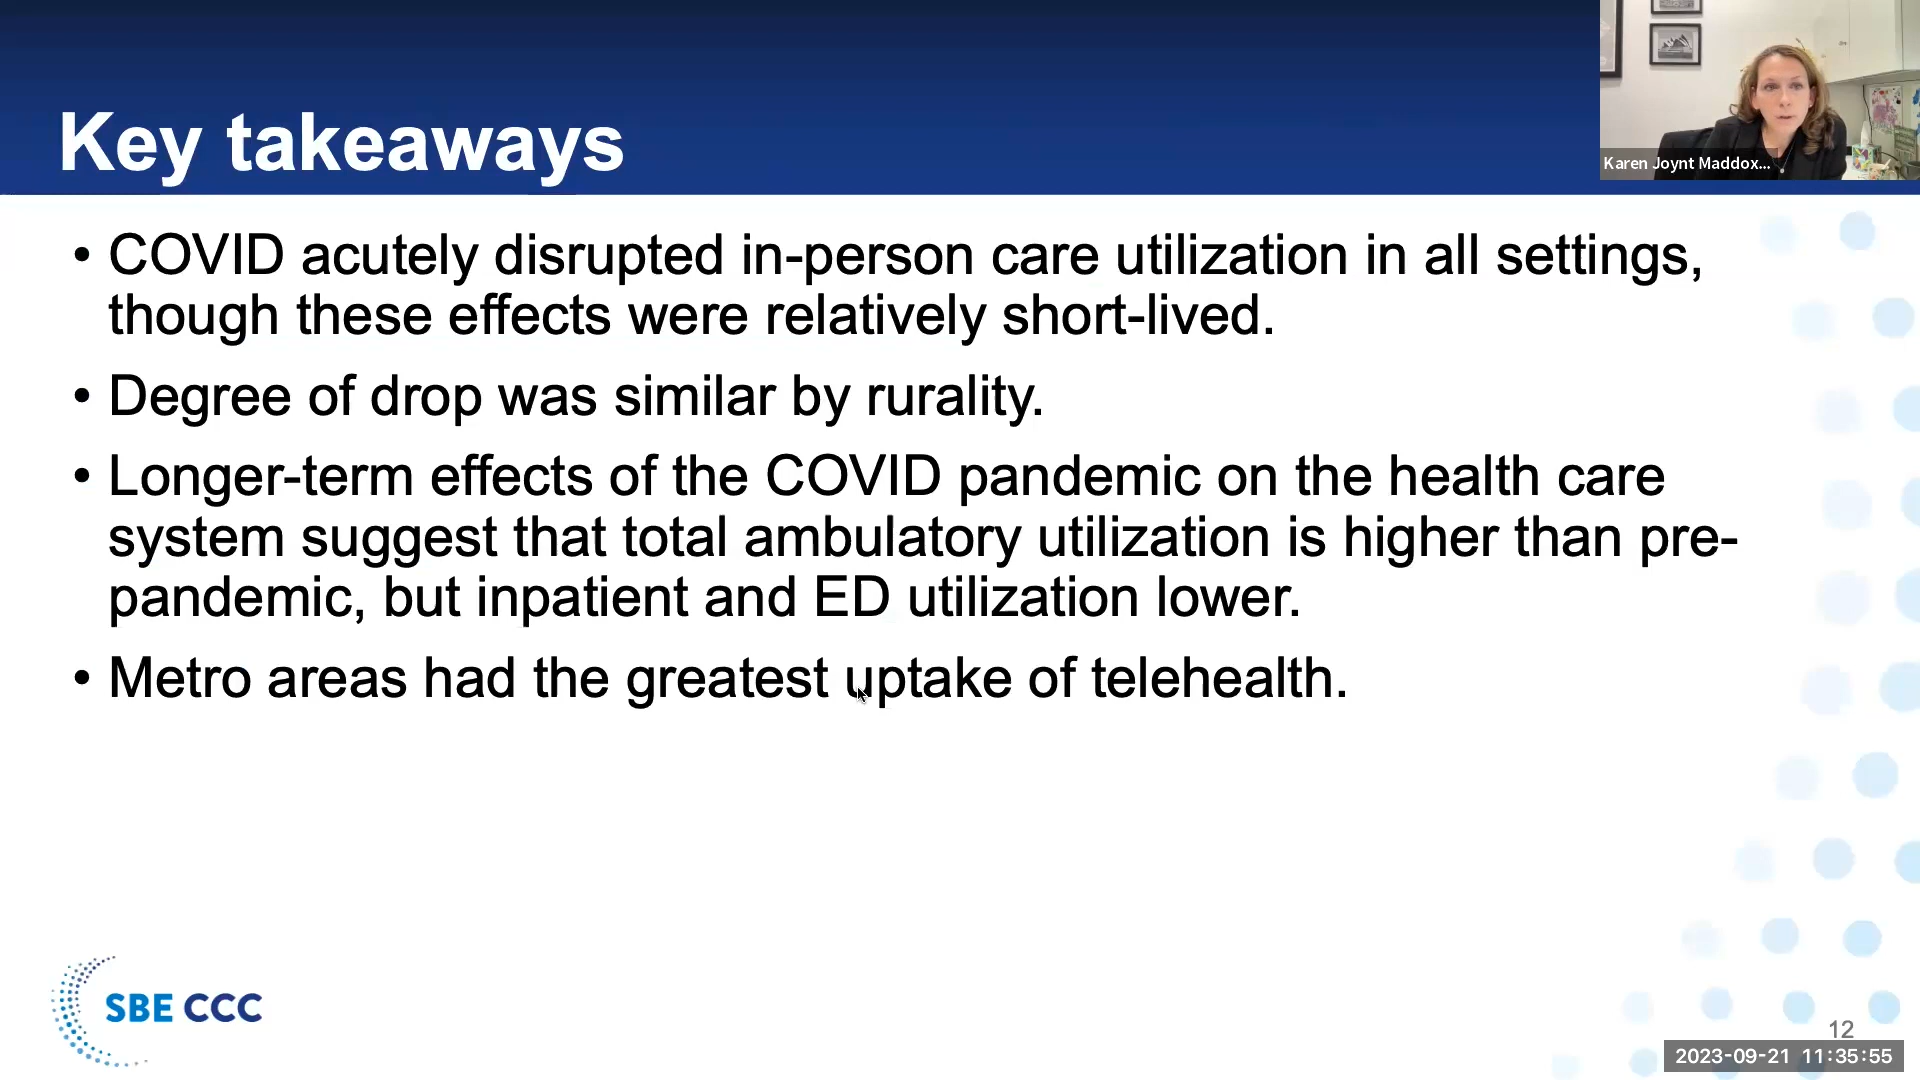 Key takeaways
Karen Joynt Maddox...
• COVID acutely disrupted in-person care utilization in all settings,
though these effects were relatively short-lived.
• Degree of drop was similar by rurality.
• Longer-term effects of the COVID pandemic on the health care
system suggest that total ambulatory utilization is higher than pre-
pandemic, but inpatient and ED utilization lower.
• Metro areas had the greatest uptake of telehealth.
SBE CCC
12
2023-09-21 11:35:55